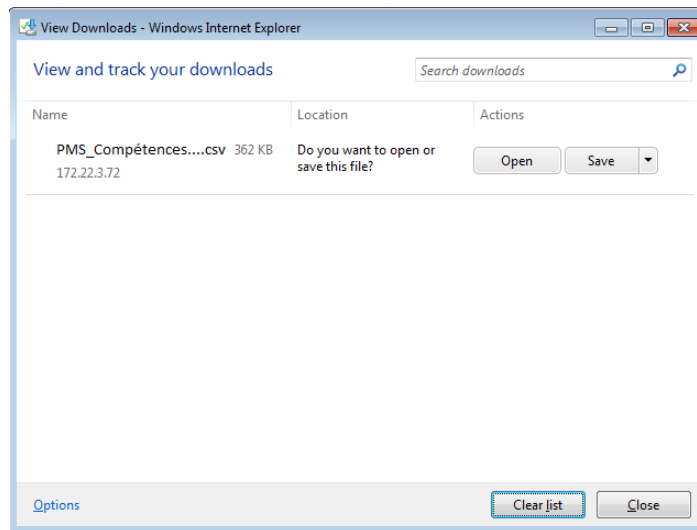 View Downloads - Windows Internet Explorer
View and track your downloads
Search downloads
Name Location Actions
PMS_Compétences....csv 362 KB Do you want to open or save this file? Open Save
172.22.3.72
Options Clear list Close